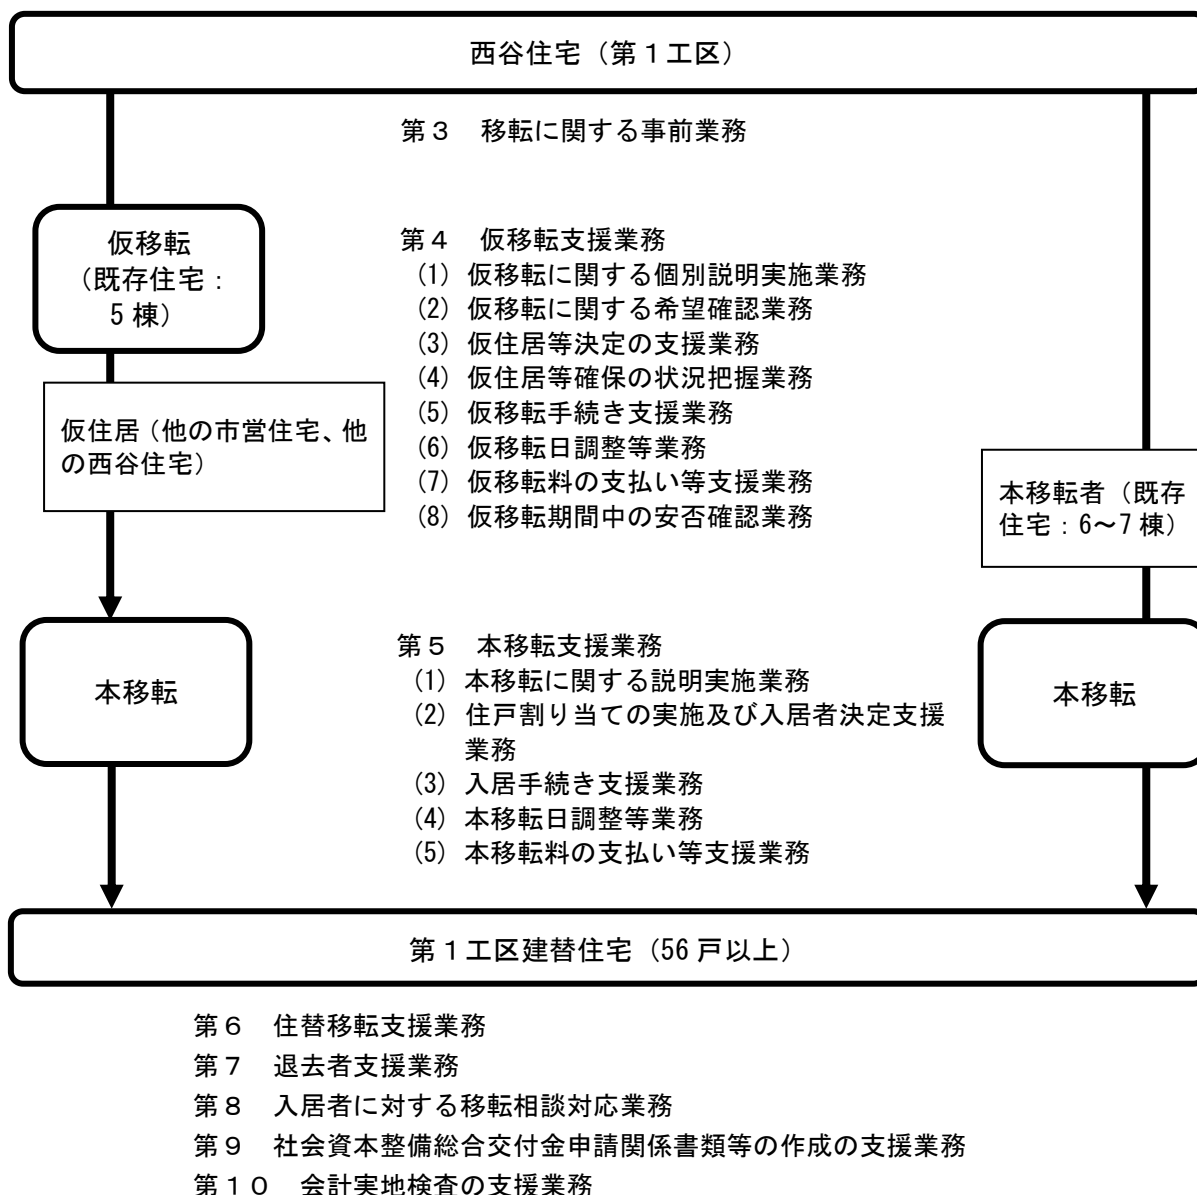 西谷住宅（第１工区）
第３　移転に関する事前業務
仮移転
（既存住宅：
5 棟）
第４　仮移転支援業務
(1) 仮移転に関する個別説明実施業務
(2) 仮移転に関する希望確認業務
(3) 仮住居等決定の支援業務
(4) 仮住居等確保の状況把握業務
(5) 仮移転手続き支援業務
(6) 仮移転日調整等業務
(7) 仮移転料の支払い等支援業務
(8) 仮移転期間中の安否確認業務
仮住居（他の市営住宅、他
の西谷住宅）
本移転者（既存
住宅：6～7 棟）
本移転
第５　本移転支援業務
(1) 本移転に関する説明実施業務
(2) 住戸割り当ての実施及び入居者決定支援
業務
(3) 入居手続き支援業務
(4) 本移転日調整等業務
(5) 本移転料の支払い等支援業務
本移転
第１工区建替住宅（56 戸以上）
第６　住替移転支援業務
第７　退去者支援業務
第８　入居者に対する移転相談対応業務
第９　社会資本整備総合交付金申請関係書類等の作成の支援業務
第１０　会計実地検査の支援業務